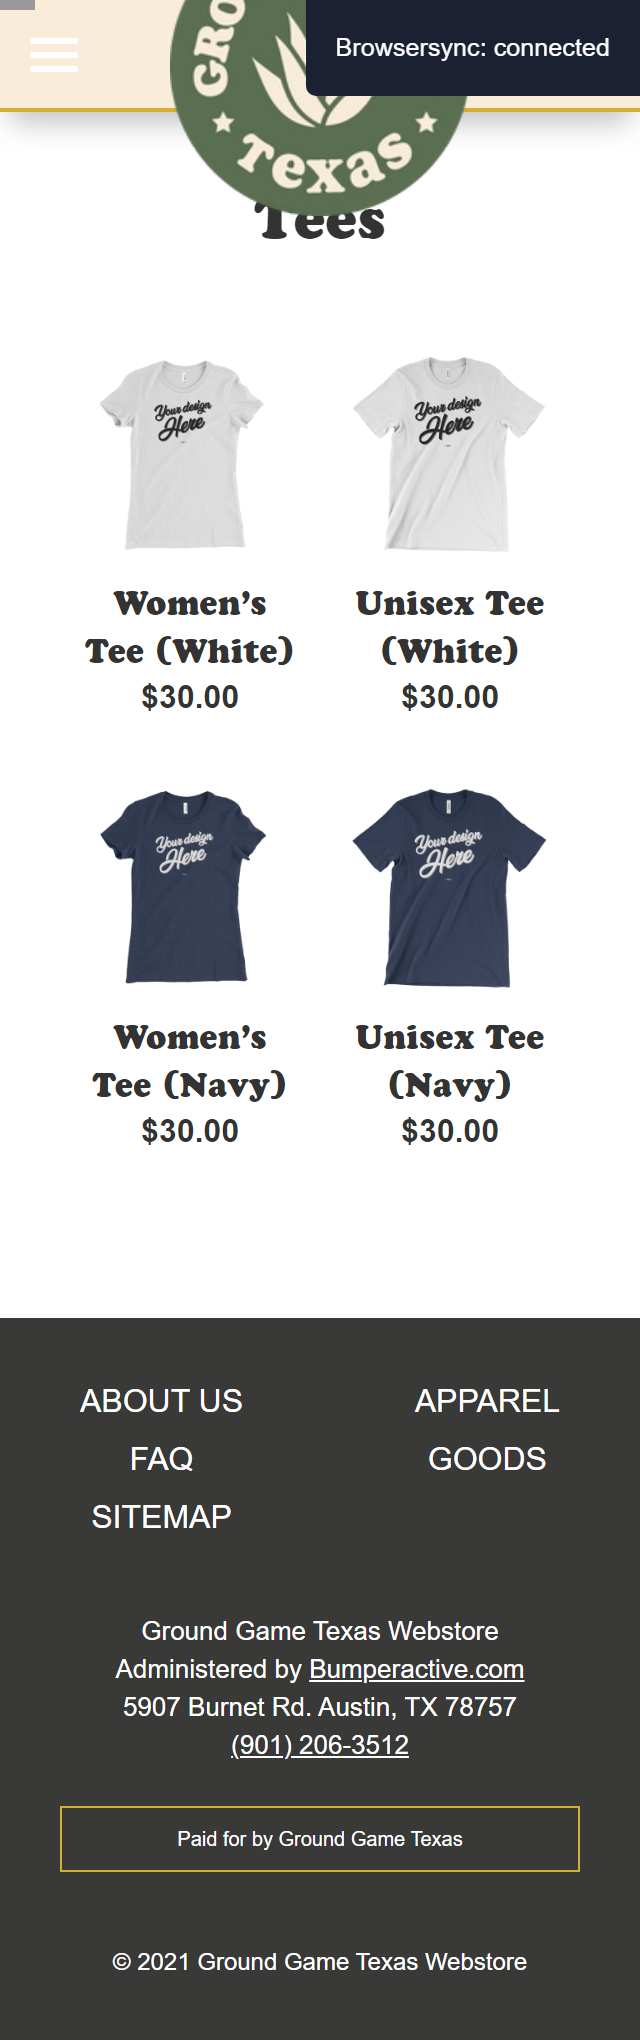 GRO
Texas
Browsersync: connected
Tees
Your design
Here
Your design
Here
Women's
Tee (White)
$30.00
Unisex Tee
(White)
$30.00
Your design
Here
Your design
Here
Women's
Tee (Navy)
$30.00
Unisex Tee
(Navy)
$30.00
ABOUT US
FAQ
SITEMAP
APPAREL
GOODS
Ground Game Texas Webstore
Administered by Bumperactive.com
5907 Burnet Rd. Austin, TX 78757
(901) 206-3512
Paid for by Ground Game Texas
© 2021 Ground Game Texas Webstore